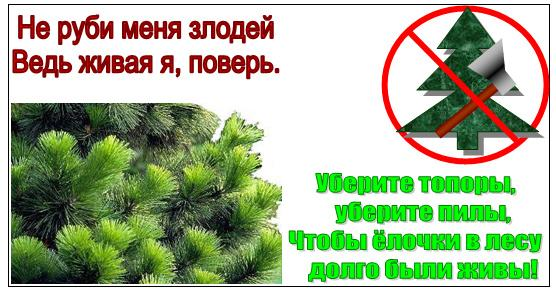 Не руби меня злодей
Ведь живая я, поверь.
Уберите топоры,
уберите пилы,
Чтобы ёлочки в лесу
долго были живы!